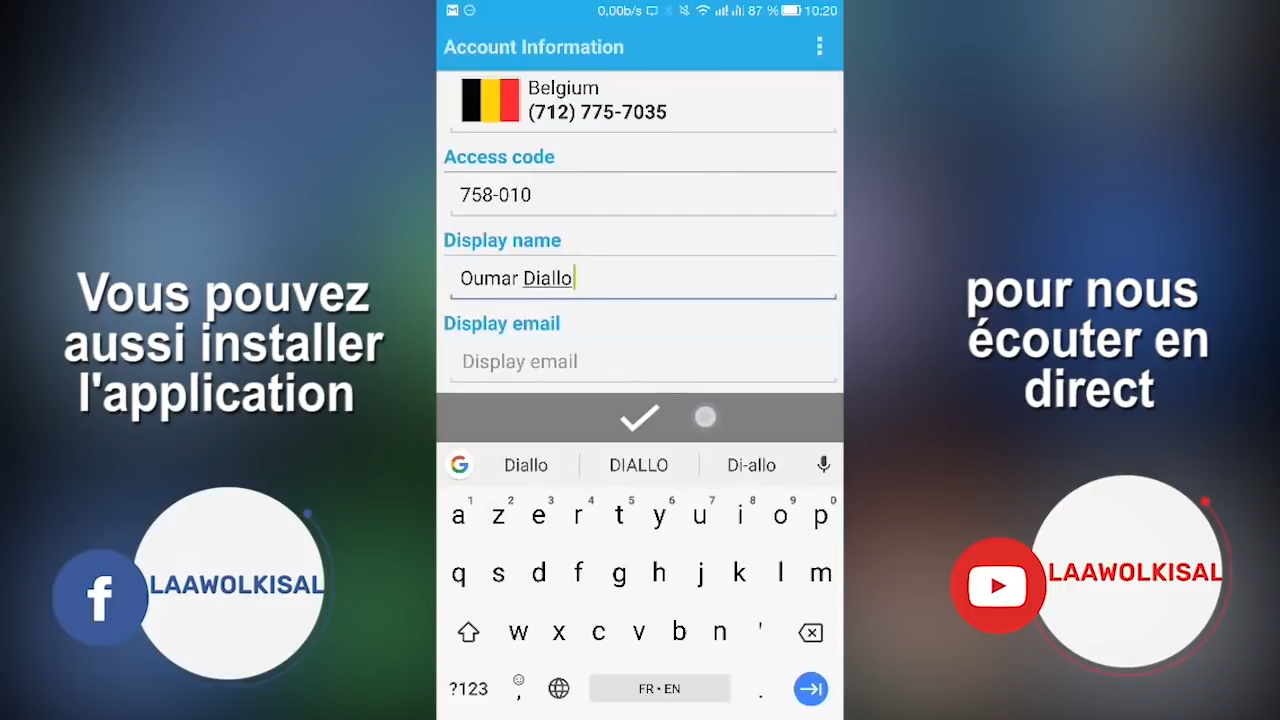 0,00b/s 87 % 10:20
Account Information
Belgium
(712) 775-7035
Access code
758-010
Display name
Oumar Diallo
Display email
Display email
Vous pouvez
aussi installer
l'application
pour nous
écouter en
direct
f LAAWOLKISAL
LAAWOLKISAL
G Diallo DIALLO Di-allo
1 2 3 4 5 6 7 8 9 0
a z e r t y u i o p
q s d f g h j k l m
w x c v b n '
?123 , FR • EN .